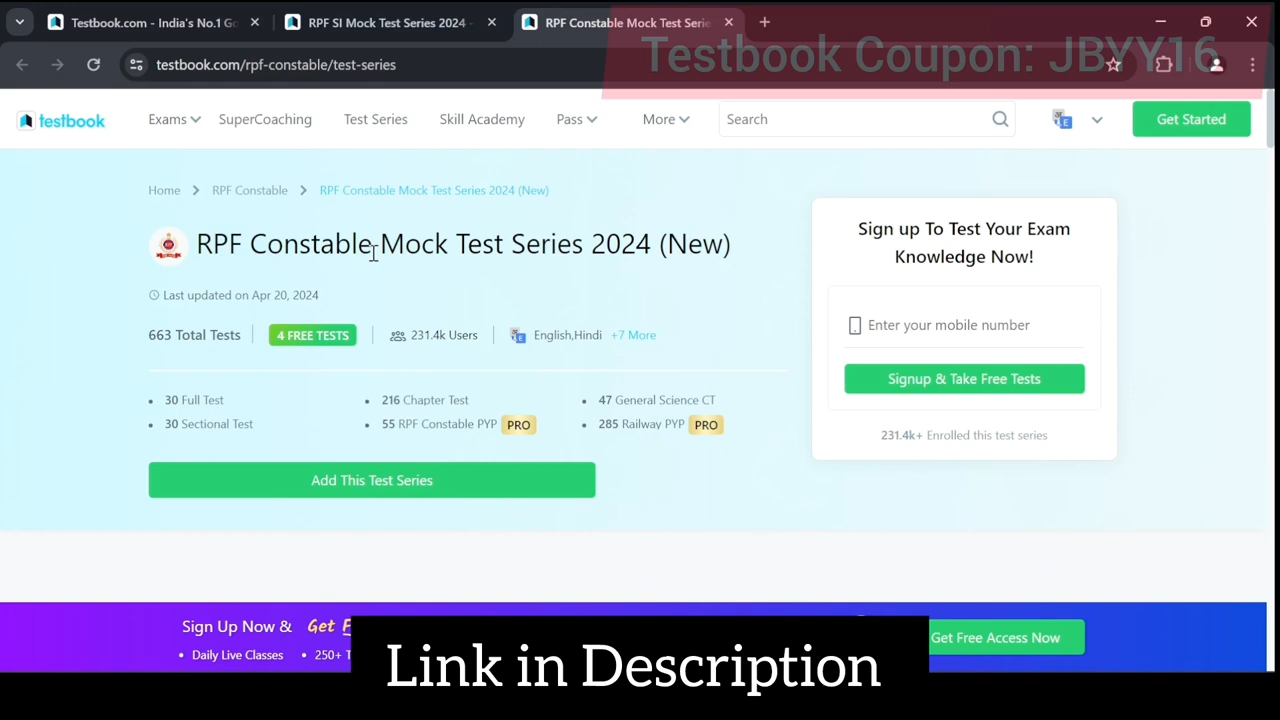 Testbook.com - India's No.1 Go
RPF SI Mock Test Series 2024 -
RPF Constable Mock Test Serie
Testbook Coupon: JBYY16
testbook.com/rpf-constable/test-series
testbook
Exams
SuperCoaching
Test Series
Skill Academy
Pass
More
Search
Get Started
Home
RPF Constable
RPF Constable Mock Test Series 2024 (New)
RPF Constable Mock Test Series 2024 (New)
Last updated on Apr 20, 2024
663 Total Tests
4 FREE TESTS
231.4k Users
English,Hindi
+7 More
30 Full Test
216 Chapter Test
47 General Science CT
30 Sectional Test
55 RPF Constable PYP PRO
285 Railway PYP PRO
Add This Test Series
Sign up To Test Your Exam
Knowledge Now!
Enter your mobile number
Signup & Take Free Tests
231.4k+ Enrolled this test series
Sign Up Now & Get
Daily Live Classes
250+
Get Free Access Now
Link in Description